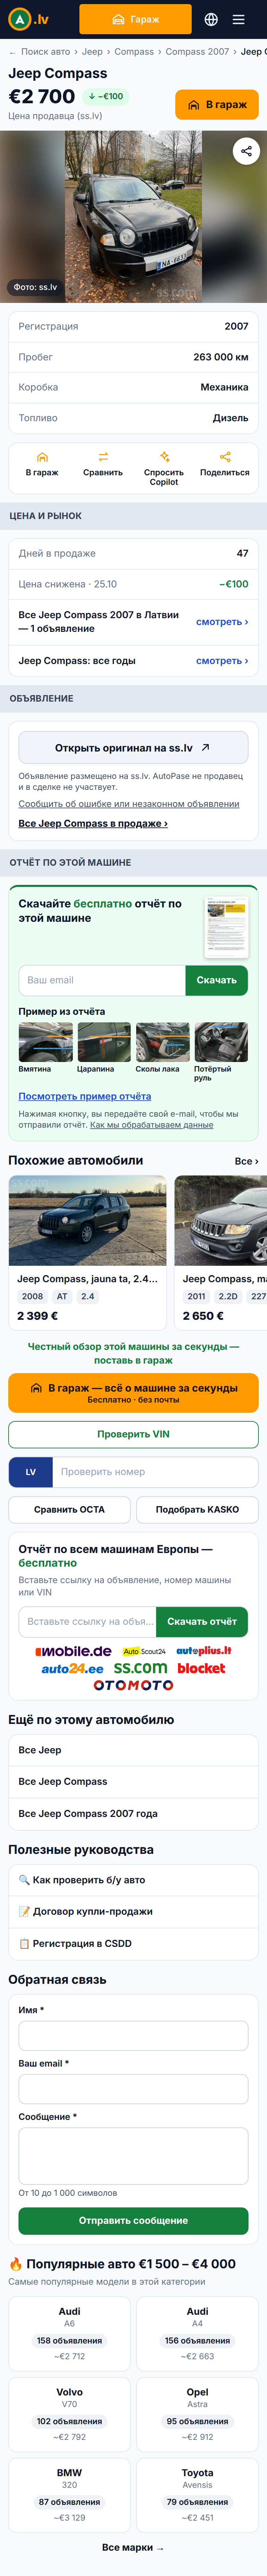 A .lv
Гараж
← Поиск авто › Jeep › Compass › Compass 2007 › Jeep C
Jeep Compass
€2 700 ↓ −€100
Цена продавца (ss.lv)
В гараж
NA-6633
ss.com
Фото: ss.lv
Регистрация 2007
Пробег 263 000 км
Коробка Механика
Топливо Дизель
В гараж Сравнить Спросить Copilot Поделиться
ЦЕНА И РЫНОК
Дней в продаже 47
Цена снижена · 25.10 −€100
Все Jeep Compass 2007 в Латвии
— 1 объявление смотреть ›
Jeep Compass: все годы смотреть ›
ОБЪЯВЛЕНИЕ
Открыть оригинал на ss.lv ↗
Объявление размещено на ss.lv. AutoPase не продавец
и в сделке не участвует.
Сообщить об ошибке или незаконном объявлении
Все Jeep Compass в продаже ›
ОТЧЁТ ПО ЭТОЙ МАШИНЕ
Скачайте бесплатно отчёт по
этой машине
Ваш email Скачать
Пример из отчёта
Вмятина Царапина Сколы лака Потёртый руль
Посмотреть пример отчёта
Нажимая кнопку, вы передаёте свой e-mail, чтобы мы
отправили отчёт. Как мы обрабатываем данные
Похожие автомобили Все ›
ss.com
Jeep Compass, jauna ta, 2.4... Jeep Compass, ma
2008 AT 2.4 2011 2.2D 227
2 399 € 2 650 €
Честный обзор этой машины за секунды —
поставь в гараж
В гараж — всё о машине за секунды
Бесплатно · без почты
Проверить VIN
LV Проверить номер
Сравнить ОСТА Подобрать KASKO
Отчёт по всем машинам Европы —
бесплатно
Вставьте ссылку на объявление, номер машины
или VIN
Вставьте ссылку на объя... Скачать отчёт
mobile.de AutoScout24 autoplius.lt
auto24.ee ss.com blocket
OTOMOTO
Ещё по этому автомобилю
Все Jeep
Все Jeep Compass
Все Jeep Compass 2007 года
Полезные руководства
🔍 Как проверить б/у авто
📝 Договор купли-продажи
📋 Регистрация в CSDD
Обратная связь
Имя *
Ваш email *
Сообщение *
От 10 до 1 000 символов
Отправить сообщение
🔥 Популярные авто €1 500 – €4 000
Самые популярные модели в этой категории
Audi Audi
A6 A4
158 объявления 156 объявления
~€2 712 ~€2 663
Volvo Opel
V70 Astra
102 объявления 95 объявления
~€2 792 ~€2 912
BMW Toyota
320 Avensis
87 объявления 79 объявления
~€3 129 ~€2 451
Все марки →